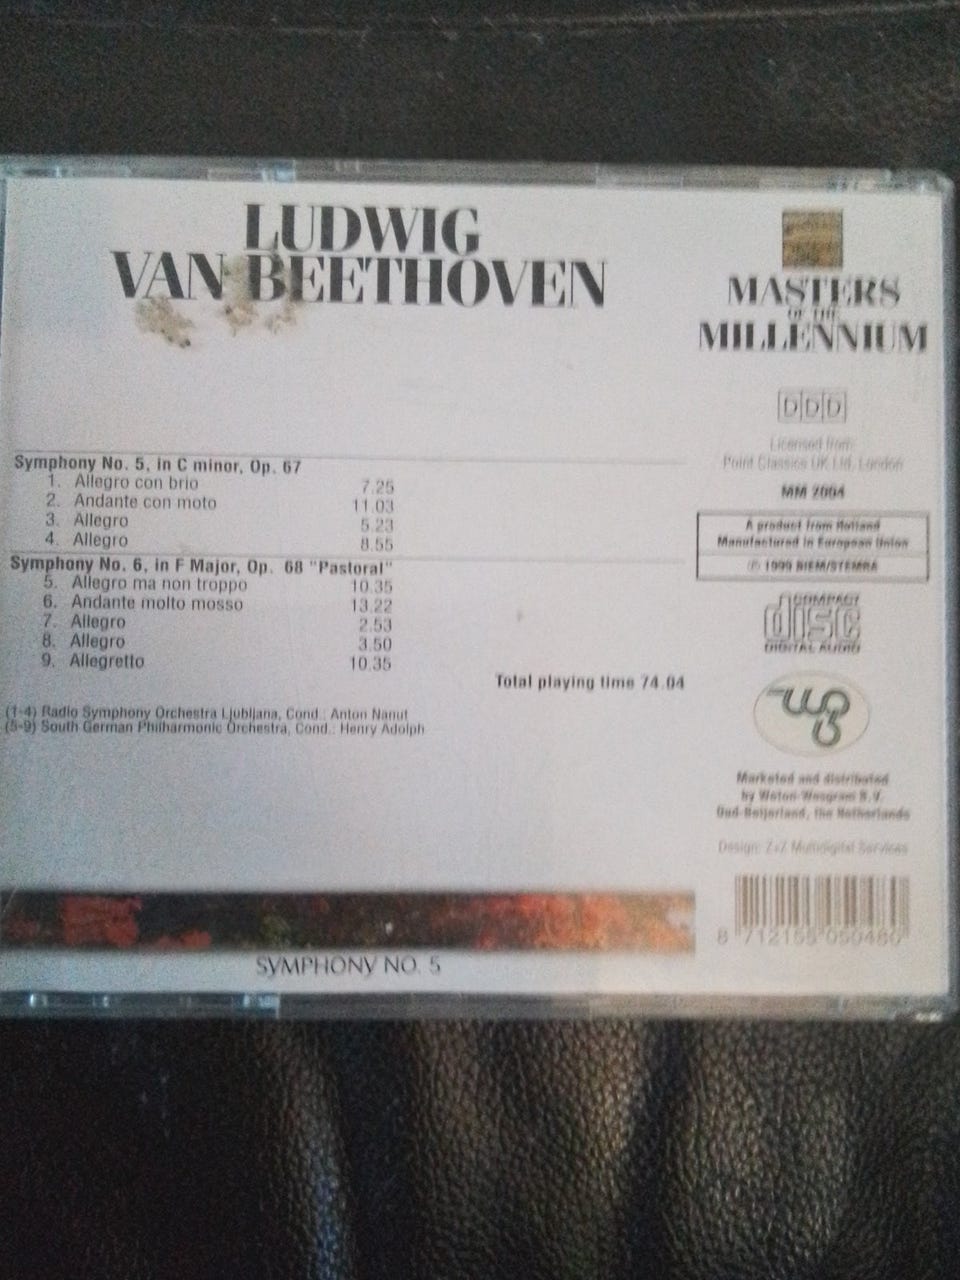 LUDWIG
VAN BEETHOVEN
Symphony No. 5, in C minor, Op. 67
1. Allegro con brio 7.25
2. Andante con moto 11.03
3. Allegro 5.23
4. Allegro 8.55
Symphony No. 6, in F Major, Op. 68 "Pastoral"
5. Allegro ma non troppo 10.35
6. Andante molto mosso 13.22
7. Allegro 2.53
8. Allegro 3.50
9. Allegretto 10.35
Total playing time 74.04
(1-4) Radio Symphony Orchestra Ljubljana, Cond.: Anton Nanut
(5-9) South German Philharmonic Orchestra, Cond.: Henry Adolph
SYMPHONY NO. 5
MASTERS
OF THE
MILLENNIUM
DDD
Licensed from:
Point Classics UK Ltd. London
MM 2004
A product from Holland
Manufactured in European Union
℗ 1999 BIEM/STEMRA
COMPACT
disc
DIGITAL AUDIO
Marketed and distributed
by Weton-Wesgram B.V.
Oud-Beijerland, the Netherlands
Design: Z+Z Multidigital Services
8 712155 050480